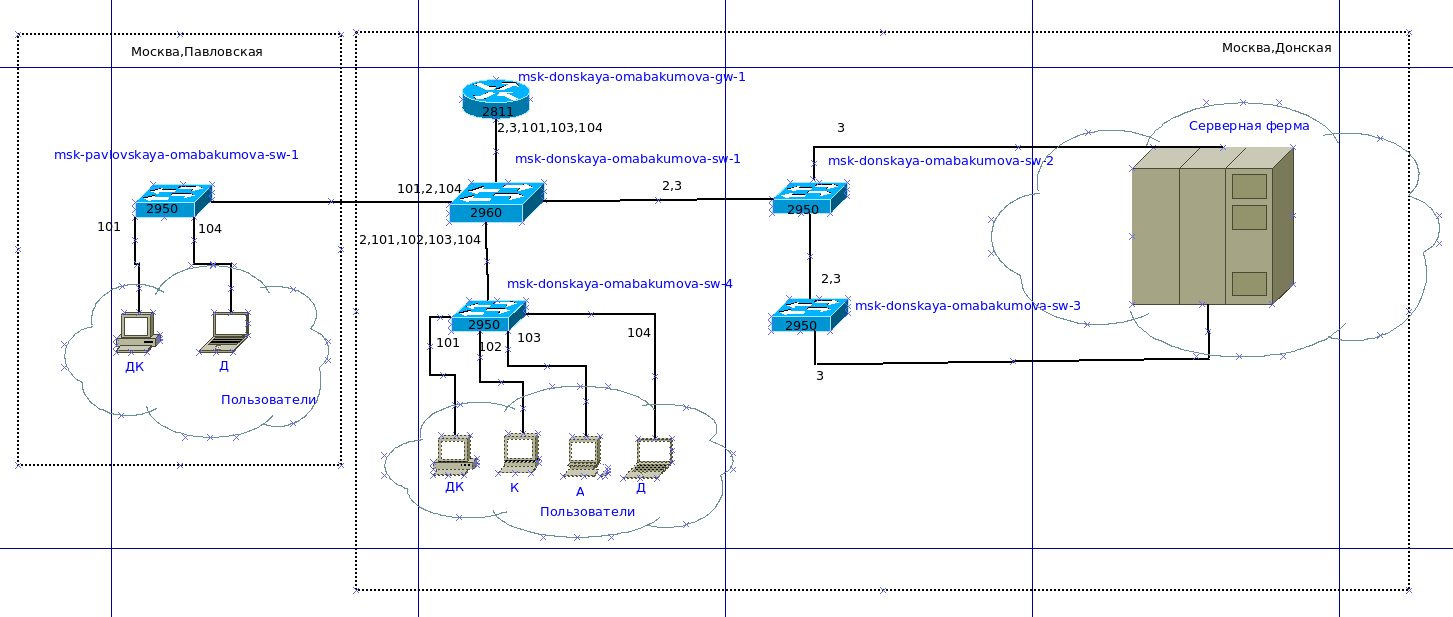 Москва,Павловская
Москва,Донская
msk-donskaya-omabakumova-gw-1
2811
2,3,101,103,104
3
Серверная ферма
msk-pavlovskaya-omabakumova-sw-1
msk-donskaya-omabakumova-sw-1
msk-donskaya-omabakumova-sw-2
101,2,104
2,3
2950
2960
2950
101
104
2,101,102,103,104
2,3
msk-donskaya-omabakumova-sw-4
msk-donskaya-omabakumova-sw-3
2950
2950
101
102
103
104
3
ДК
Д
Пользователи
ДК
К
А
Д
Пользователи